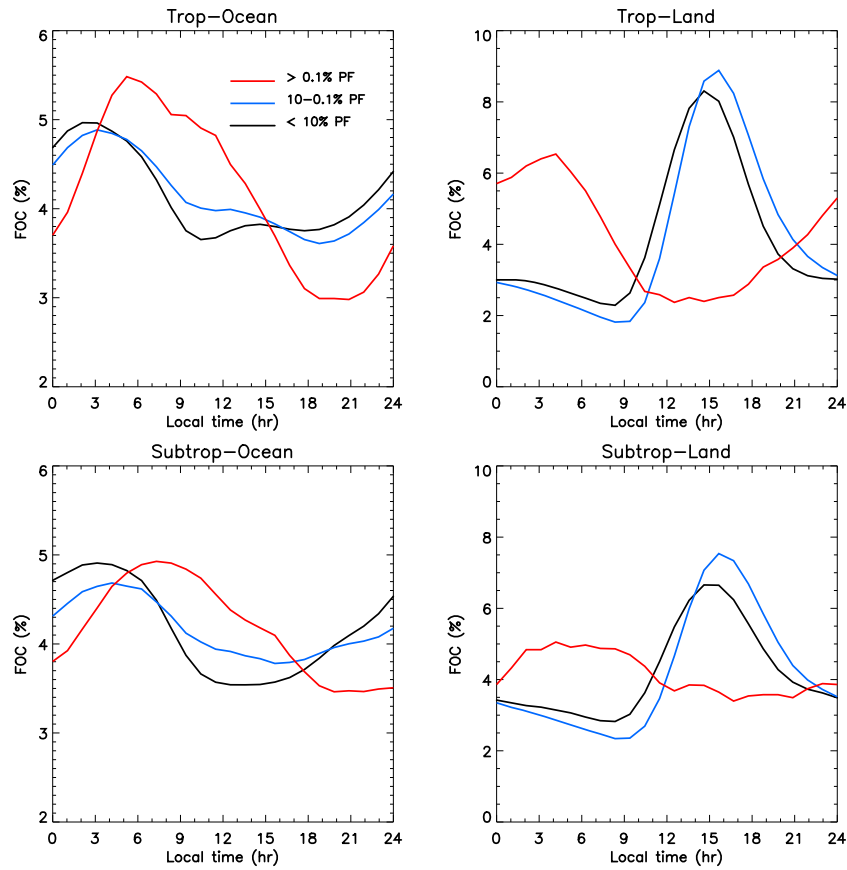 Trop−Ocean
6
5
4
3
2
FOC (%)
> 0.1% PF
10−0.1% PF
< 10% PF
0 3 6 9 12 15 18 21 24
Local time (hr)
Trop−Land
10
8
6
4
2
0
FOC (%)
0 3 6 9 12 15 18 21 24
Local time (hr)
Subtrop−Ocean
6
5
4
3
2
FOC (%)
0 3 6 9 12 15 18 21 24
Local time (hr)
Subtrop−Land
10
8
6
4
2
0
FOC (%)
0 3 6 9 12 15 18 21 24
Local time (hr)